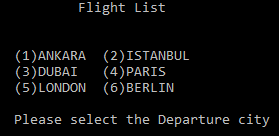 Flight List
(1)ANKARA (2)ISTANBUL
(3)DUBAI (4)PARIS
(5)LONDON (6)BERLIN
Please select the Departure city